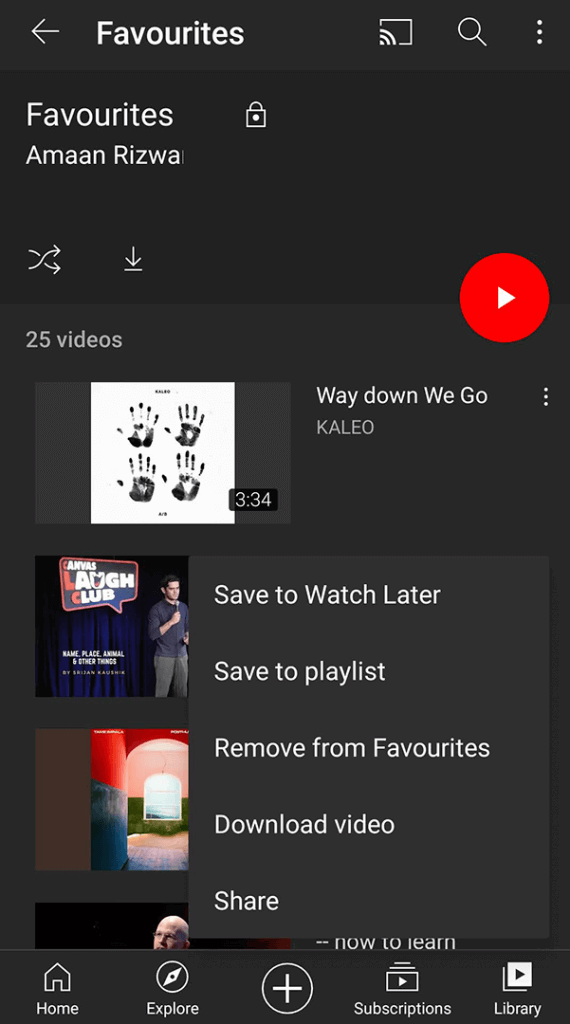 Favourites
Favourites
Amaan Rizwa
25 videos
KALEO
A/B
3:34
Way down We Go
KALEO
CANVAS
LAUGH
CLUB
NAME, PLACE, ANIMAL
& OTHER THINGS
BY SRIJAN KAUSHIK
TAME IMPALA
Save to Watch Later
Save to playlist
Remove from Favourites
Download video
Share
-- how to learn
Home
Explore
Subscriptions
Library